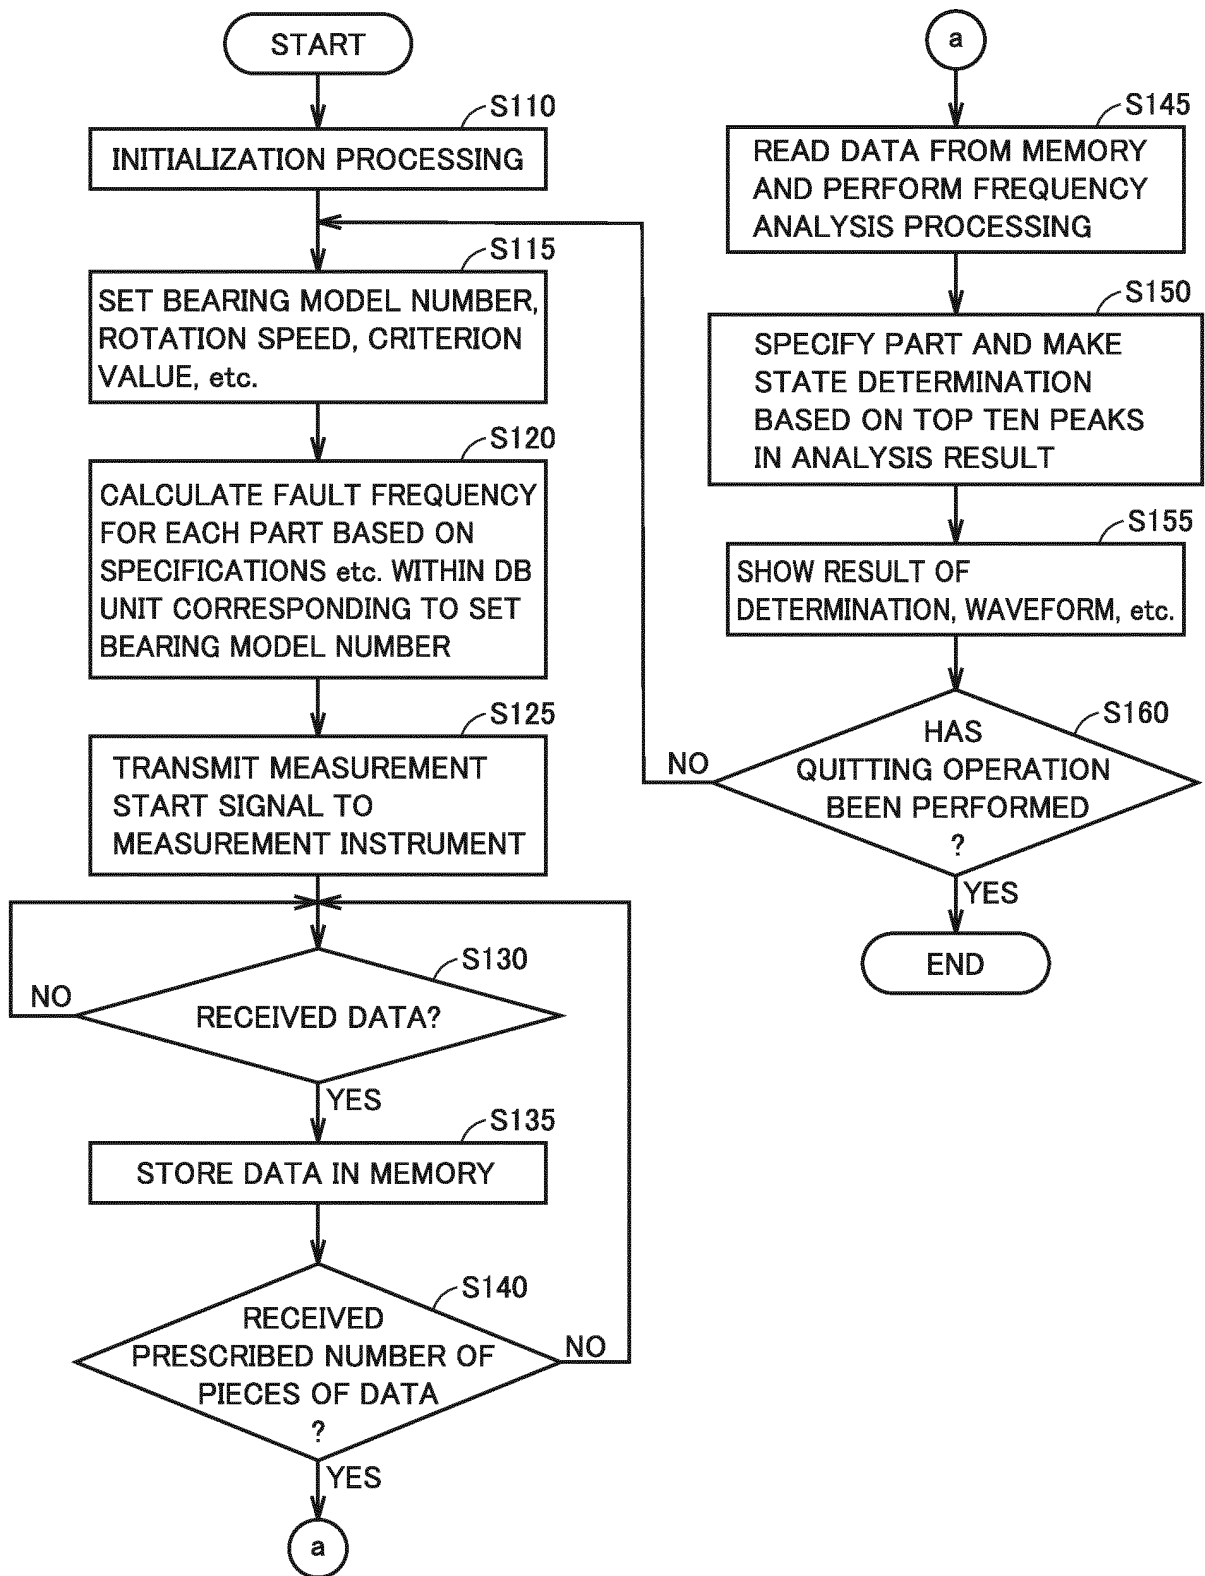 START
S110
INITIALIZATION PROCESSING
S115
SET BEARING MODEL NUMBER,
ROTATION SPEED, CRITERION
VALUE, etc.
S120
CALCULATE FAULT FREQUENCY
FOR EACH PART BASED ON
SPECIFICATIONS etc. WITHIN DB
UNIT CORRESPONDING TO SET
BEARING MODEL NUMBER
S125
TRANSMIT MEASUREMENT
START SIGNAL TO
MEASUREMENT INSTRUMENT
S130
NO
RECEIVED DATA?
YES
S135
STORE DATA IN MEMORY
S140
RECEIVED
PRESCRIBED NUMBER OF
PIECES OF DATA
?
NO
YES
a
a
S145
READ DATA FROM MEMORY
AND PERFORM FREQUENCY
ANALYSIS PROCESSING
S150
SPECIFY PART AND MAKE
STATE DETERMINATION
BASED ON TOP TEN PEAKS
IN ANALYSIS RESULT
S155
SHOW RESULT OF
DETERMINATION, WAVEFORM, etc.
S160
NO
HAS
QUITTING OPERATION
BEEN PERFORMED
?
YES
END